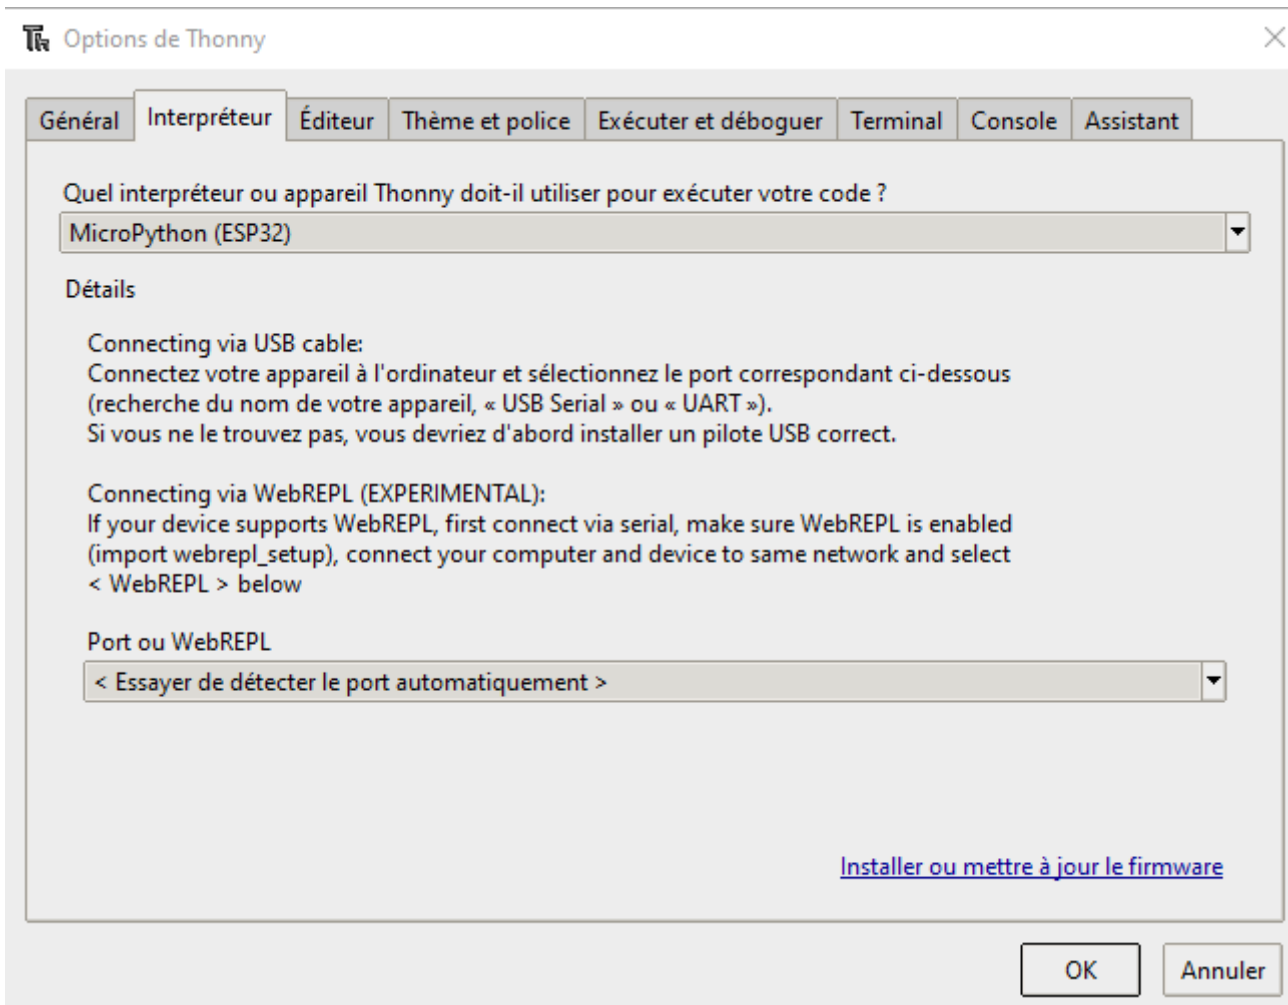 Options de Thonny
Général Interpréteur Éditeur Thème et police Exécuter et déboguer Terminal Console Assistant
Quel interpréteur ou appareil Thonny doit-il utiliser pour exécuter votre code ?
MicroPython (ESP32)
Détails
Connecting via USB cable:
Connectez votre appareil à l'ordinateur et sélectionnez le port correspondant ci-dessous
(recherche du nom de votre appareil, « USB Serial » ou « UART »).
Si vous ne le trouvez pas, vous devriez d'abord installer un pilote USB correct.
Connecting via WebREPL (EXPERIMENTAL):
If your device supports WebREPL, first connect via serial, make sure WebREPL is enabled
(import webrepl_setup), connect your computer and device to same network and select
< WebREPL > below
Port ou WebREPL
< Essayer de détecter le port automatiquement >
Installer ou mettre à jour le firmware
OK Annuler